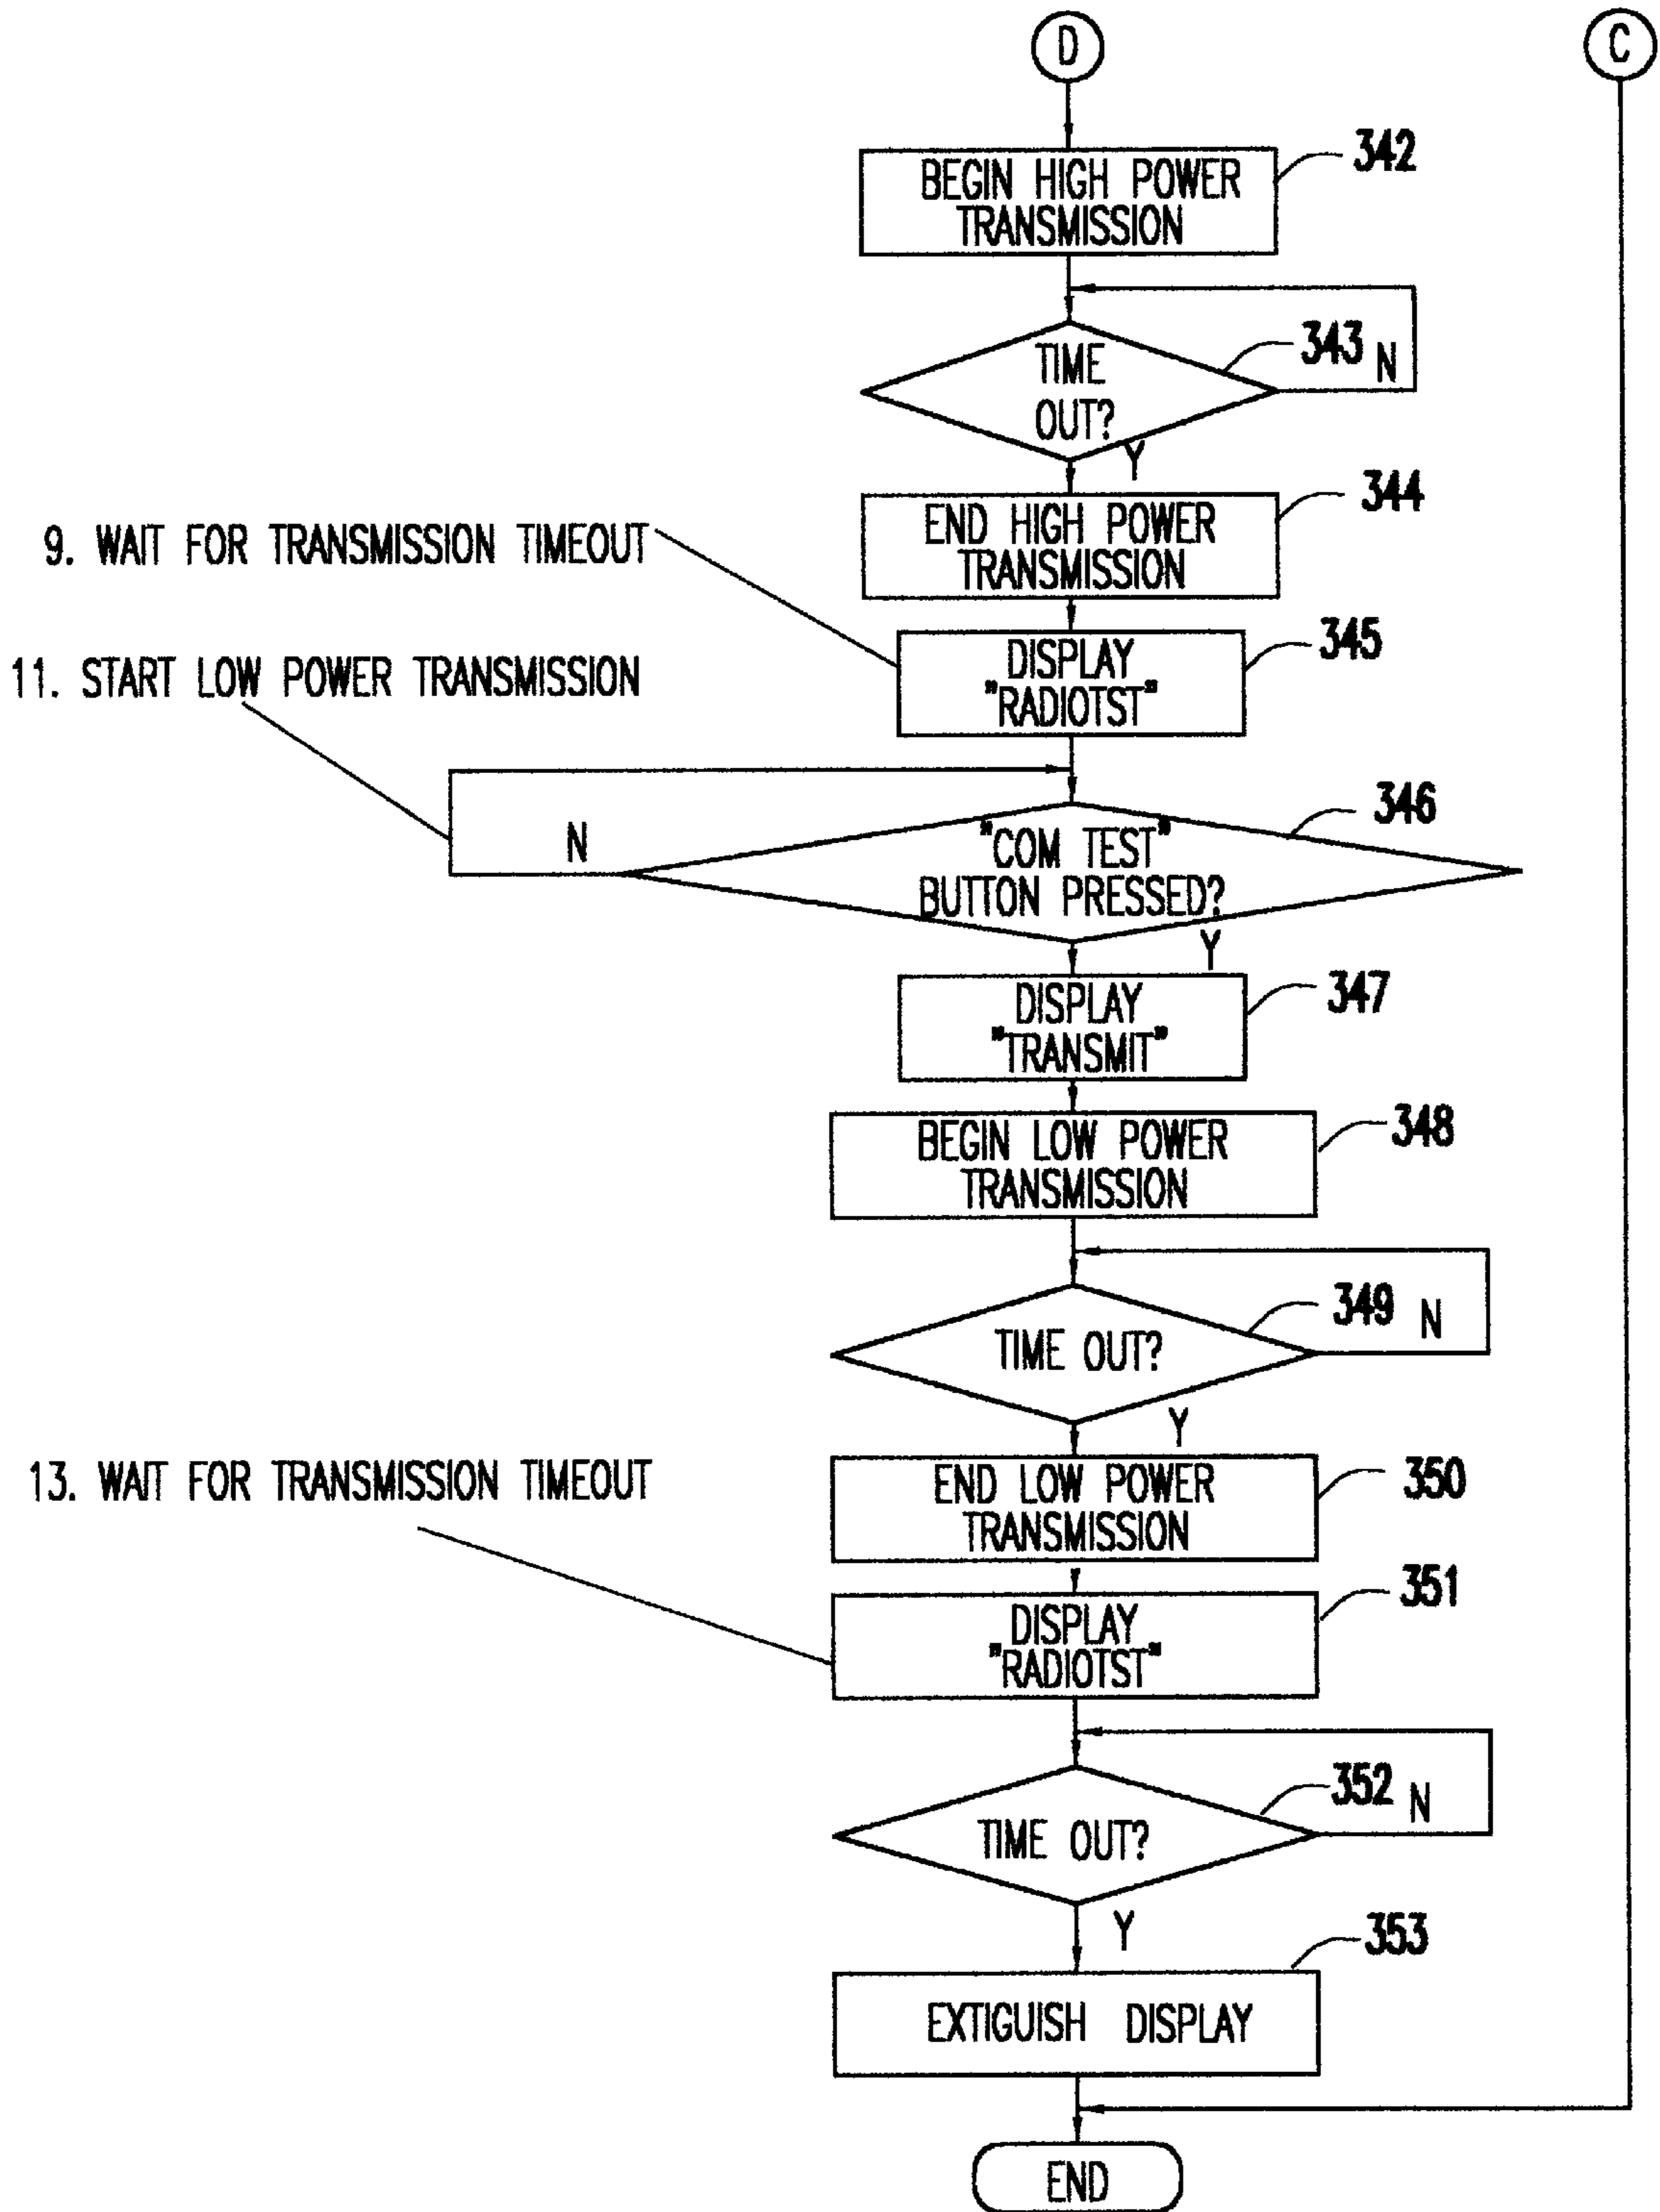 D
C
BEGIN HIGH POWER
TRANSMISSION
342
TIME
OUT?
343
N
Y
END HIGH POWER
TRANSMISSION
344
9. WAIT FOR TRANSMISSION TIMEOUT
DISPLAY
"RADIOTST"
345
11. START LOW POWER TRANSMISSION
N
"COM TEST"
BUTTON PRESSED?
346
Y
DISPLAY
"TRANSMIT"
347
BEGIN LOW POWER
TRANSMISSION
348
TIME OUT?
349
N
Y
13. WAIT FOR TRANSMISSION TIMEOUT
END LOW POWER
TRANSMISSION
350
DISPLAY
"RADIOTST"
351
TIME OUT?
352
N
Y
EXTIGUISH DISPLAY
353
END